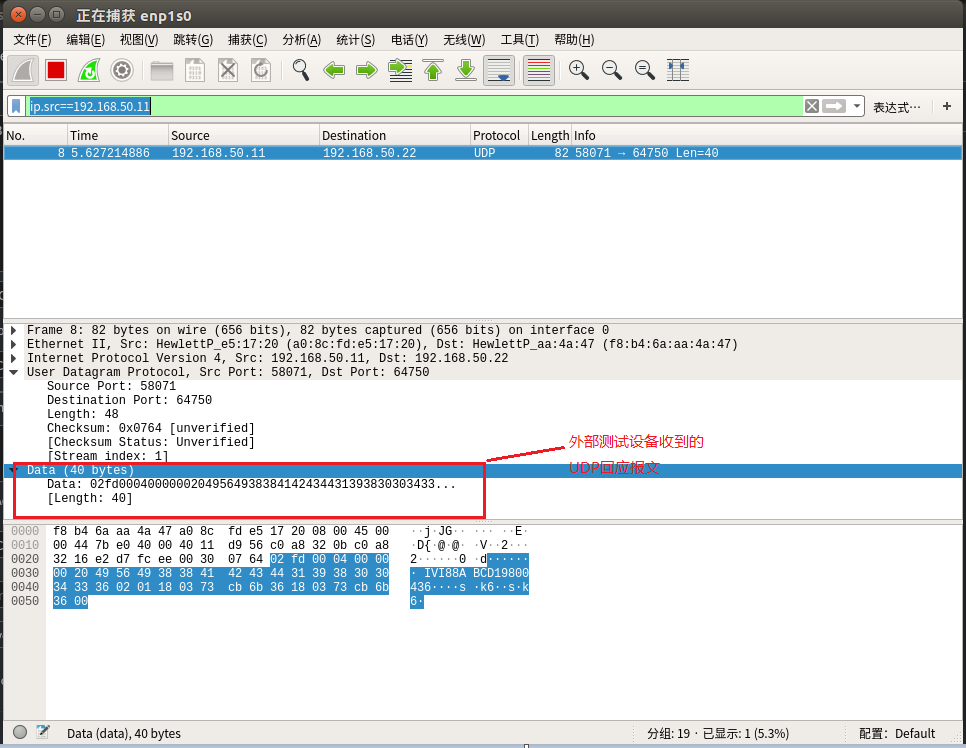 正在捕获 enp1s0
文件(F) 编辑(E) 视图(V) 跳转(G) 捕获(C) 分析(A) 统计(S) 电话(Y) 无线(W) 工具(T) 帮助(H)
ip.src==192.168.50.11 表达式… +
No. Time Source Destination Protocol Length Info
8 5.627214886 192.168.50.11 192.168.50.22 UDP 82 58071 → 64750 Len=40
Frame 8: 82 bytes on wire (656 bits), 82 bytes captured (656 bits) on interface 0
Ethernet II, Src: HewlettP_e5:17:20 (a0:8c:fd:e5:17:20), Dst: HewlettP_aa:4a:47 (f8:b4:6a:aa:4a:47)
Internet Protocol Version 4, Src: 192.168.50.11, Dst: 192.168.50.22
User Datagram Protocol, Src Port: 58071, Dst Port: 64750
Source Port: 58071
Destination Port: 64750
Length: 48
Checksum: 0x0764 [unverified]
[Checksum Status: Unverified]
[Stream index: 1]
外部测试设备收到的
UDP回应报文
Data (40 bytes)
Data: 02fd0004000000204956493838414243443139383030343​3...
[Length: 40]
0000 f8 b4 6a aa 4a 47 a0 8c fd e5 17 20 08 00 45 00 ··j·JG·· ··· ··E·
0010 00 44 7b e0 40 00 40 11 d9 56 c0 a8 32 0b c0 a8 ·D{·@·@· ·V··2···
0020 32 16 e2 d7 fc ee 00 30 07 64 02 fd 00 04 00 00 2······0 ·d······
0030 00 20 49 56 49 38 38 41 42 43 44 31 39 38 30 30 · IVI88A BCD19800
0040 34 33 36 02 01 18 03 73 cb 6b 36 18 03 73 cb 6b 436····s ·k6··s·k
0050 36 00 6·
Data (data), 40 bytes 分组: 19 · 已显示: 1 (5.3%) 配置: Default